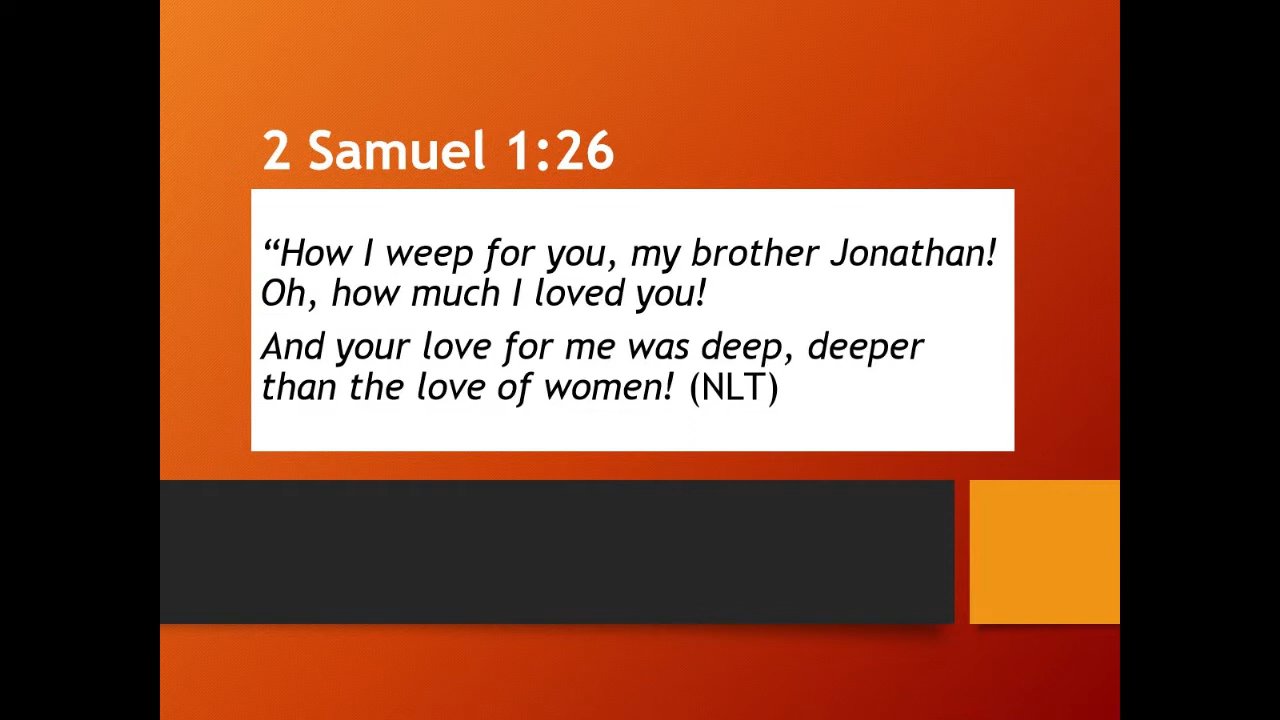 2 Samuel 1:26
“How I weep for you, my brother Jonathan!
Oh, how much I loved you!
And your love for me was deep, deeper
than the love of women! (NLT)